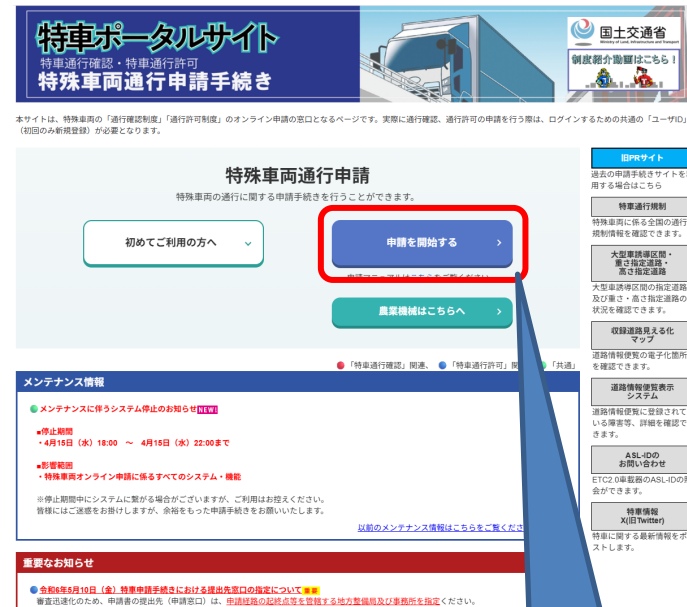 特車ポータルサイト
特車通行確認・特車通行許可
特殊車両通行申請手続き
国土交通省
Ministry of Land, Infrastructure and Transport
制度紹介動画はこちら！
本サイトは、特殊車両の「通行確認制度」「通行許可制度」のオンライン申請の窓口となるページです。実際に通行確認、通行許可の申請を行う際は、ログインするための共通の「ユーザID」
（初回のみ新規登録）が必要となります。
特殊車両通行申請
特殊車両の通行に関する申請手続きを行うことができます。
初めてご利用の方へ
申請を開始する
申請マニュアルはこちらをご覧ください
農業機械はこちらへ
「特車通行確認」関連、 「特車通行許可」関 「共通」
メンテナンス情報
メンテナンスに伴うシステム停止のお知らせNEW!
■停止期間
・4月15日（水）18:00 ～ 4月15日（水）22:00まで
■影響範囲
・特殊車両オンライン申請に係るすべてのシステム・機能
※停止期間中にシステムに繋がる場合がございますが、ご利用はお控えください。
皆様にはご迷惑をお掛けしますが、余裕をもった申請手続きをお願いいたします。
以前のメンテナンス情報はこちらをご覧くださ
重要なお知らせ
令和6年5月10日（金）特車申請手続きにおける提出先窓口の指定について重要
審査迅速化のため、申請書の提出先（申請窓口）は、申請経路の起終点等を管轄する地方整備局及び事務所を指定ください。
旧PRサイト
過去の申請手続きサイトを
用する場合はこちら
特車通行規制
特殊車両に係る全国の通行
規制情報を確認できます。
大型車誘導区間・
重さ指定道路・
高さ指定道路
大型車誘導区間の指定道路
及び重さ・高さ指定道路の
状況を確認できます。
収録道路見える化
マップ
道路情報便覧の電子化箇所
を確認できます。
道路情報便覧表示
システム
道路情報便覧に登録されて
いる障害等、詳細を確認で
きます。
ASL-IDの
お問い合わせ
ETC2.0車載器のASL-IDの
会ができます。
特車情報
X(旧Twitter)
特車に関する最新情報をポ
ストします。